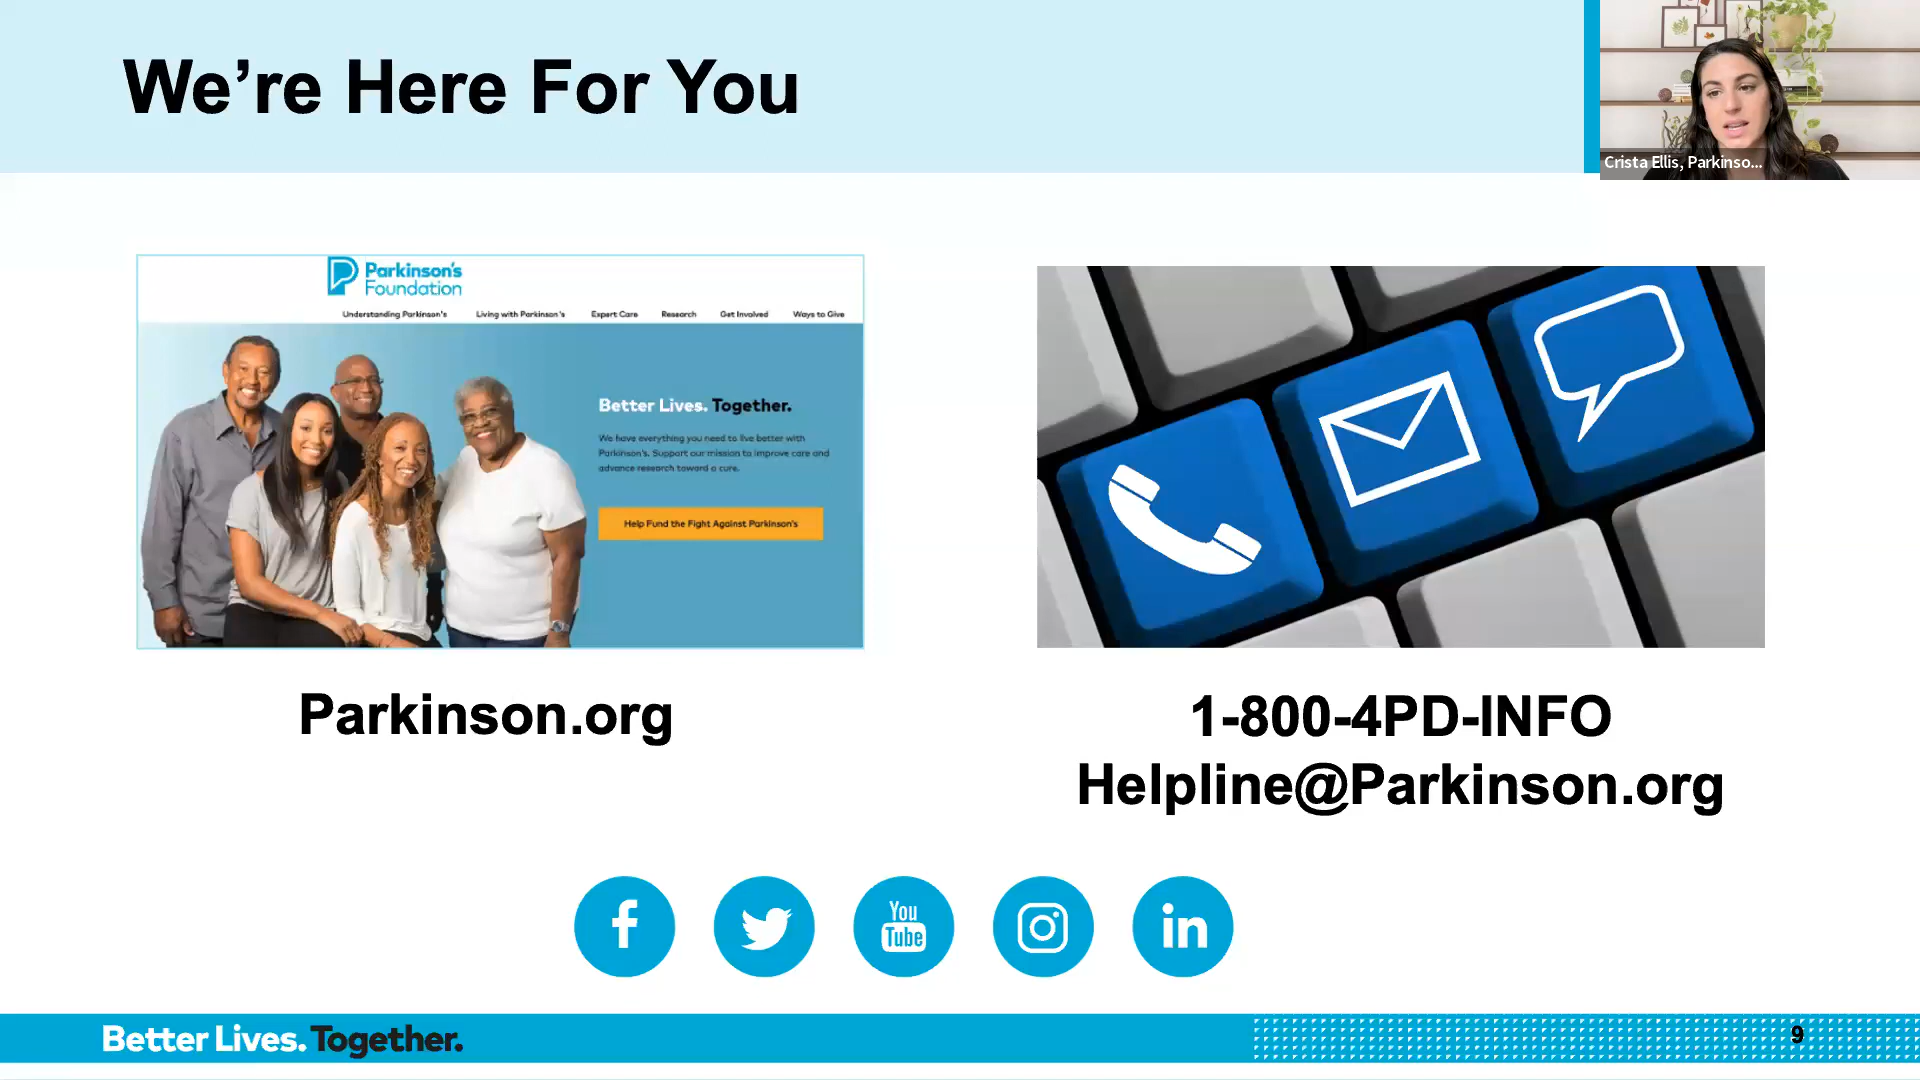 We’re Here For You
Crista Ellis, Parkinso...
Parkinson's
Foundation
Understanding Parkinson's Living with Parkinson's Expert Care Research Get Involved Ways to Give
Better Lives. Together.
We have everything you need to live better with
Parkinson's. Support our mission to improve care and
advance research toward a cure.
Help Fund the Fight Against Parkinson's
Parkinson.org
1-800-4PD-INFO
Helpline@Parkinson.org
f
You
Tube
in
Better Lives. Together.
9